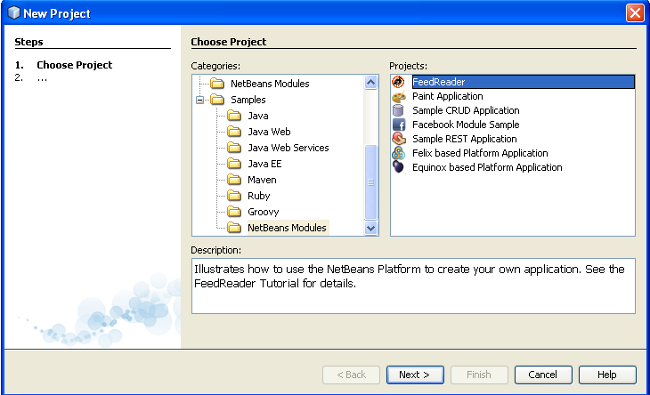 New Project
Steps
1. Choose Project
2. ...
Choose Project
Categories:
NetBeans Modules
Samples
Java
Java Web
Java Web Services
Java EE
Maven
Ruby
Groovy
NetBeans Modules
Projects:
FeedReader
Paint Application
Sample CRUD Application
Facebook Module Sample
Sample REST Application
Felix based Platform Application
Equinox based Platform Application
Description:
Illustrates how to use the NetBeans Platform to create your own application. See the
FeedReader Tutorial for details.
< Back
Next >
Finish
Cancel
Help